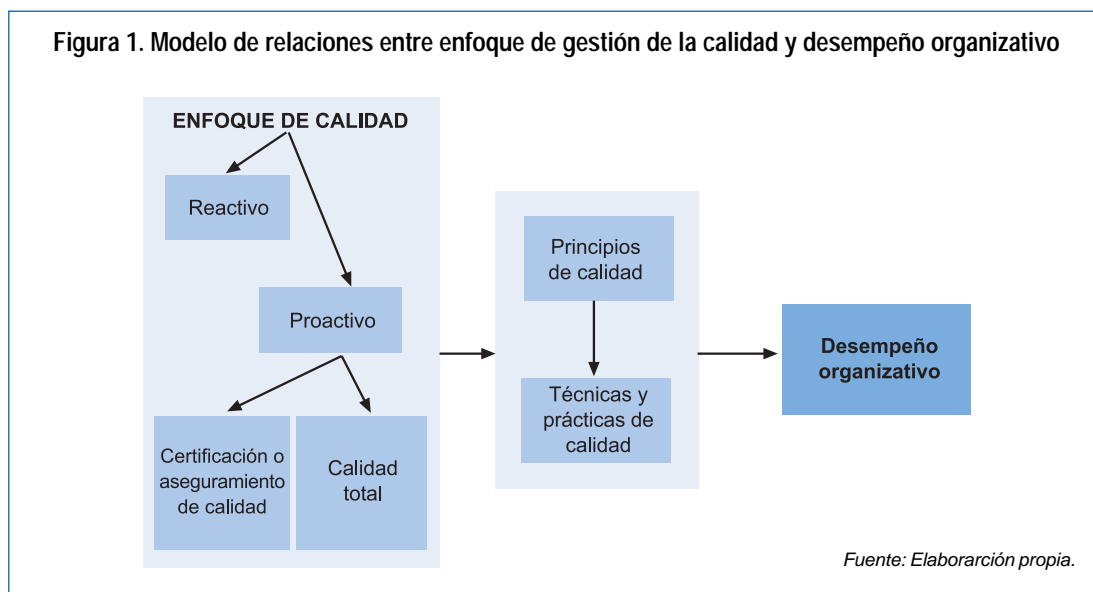 Figura 1. Modelo de relaciones entre enfoque de gestión de la calidad y desempeño organizativo
ENFOQUE DE CALIDAD
Reactivo
Proactivo
Certificación o
aseguramiento
de calidad
Calidad
total
Principios
de calidad
Técnicas y
prácticas de
calidad
Desempeño
organizativo
Fuente: Elaborarción propia.